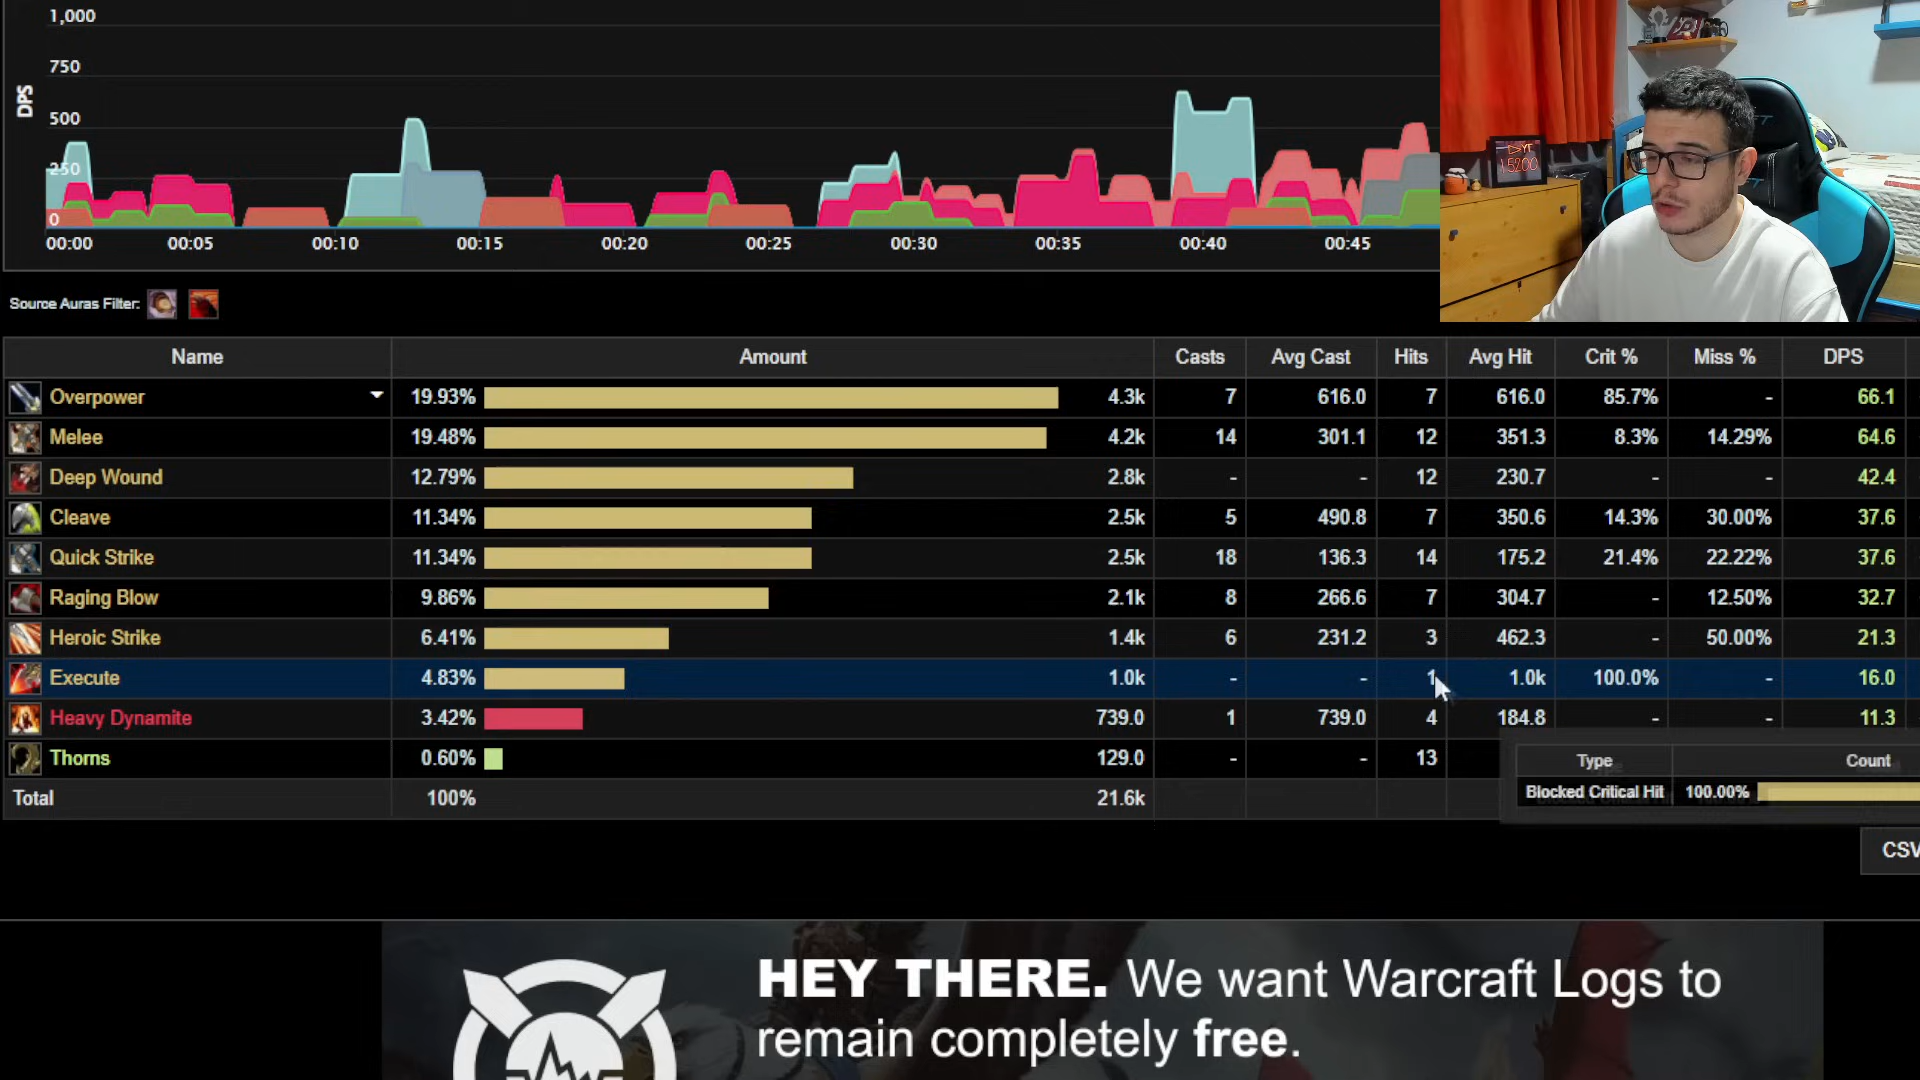 1,000
750
500
250
0
DPS
00:00 00:05 00:10 00:15 00:20 00:25 00:30 00:35 00:40 00:45
15200
Source Auras Filter:
Name Amount Casts Avg Cast Hits Avg Hit Crit % Miss % DPS
Overpower 19.93% 4.3k 7 616.0 7 616.0 85.7% - 66.1
Melee 19.48% 4.2k 14 301.1 12 351.3 8.3% 14.29% 64.6
Deep Wound 12.79% 2.8k - - 12 230.7 - - 42.4
Cleave 11.34% 2.5k 5 490.8 7 350.6 14.3% 30.00% 37.6
Quick Strike 11.34% 2.5k 18 136.3 14 175.2 21.4% 22.22% 37.6
Raging Blow 9.86% 2.1k 8 266.6 7 304.7 - 12.50% 32.7
Heroic Strike 6.41% 1.4k 6 231.2 3 462.3 - 50.00% 21.3
Execute 4.83% 1.0k - - 1 1.0k 100.0% - 16.0
Heavy Dynamite 3.42% 739.0 1 739.0 4 184.8 - - 11.3
Thorns 0.60% 129.0 - - 13
Type Count
Blocked Critical Hit 100.00%
Total 100% 21.6k
CSV
HEY THERE. We want Warcraft Logs to
remain completely free.